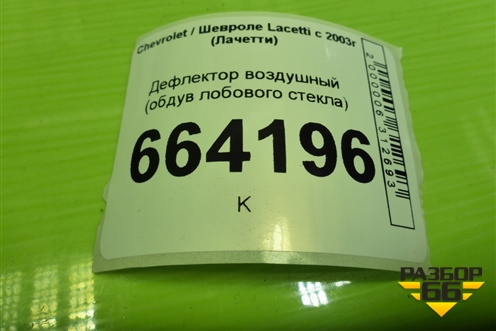 Chevrolet / Шевроле Lacetti с 2003г
(Лачетти)
Дефлектор воздушный
(обдув лобового стекла)
664196
К
2000006312693
РАЗБОР
66